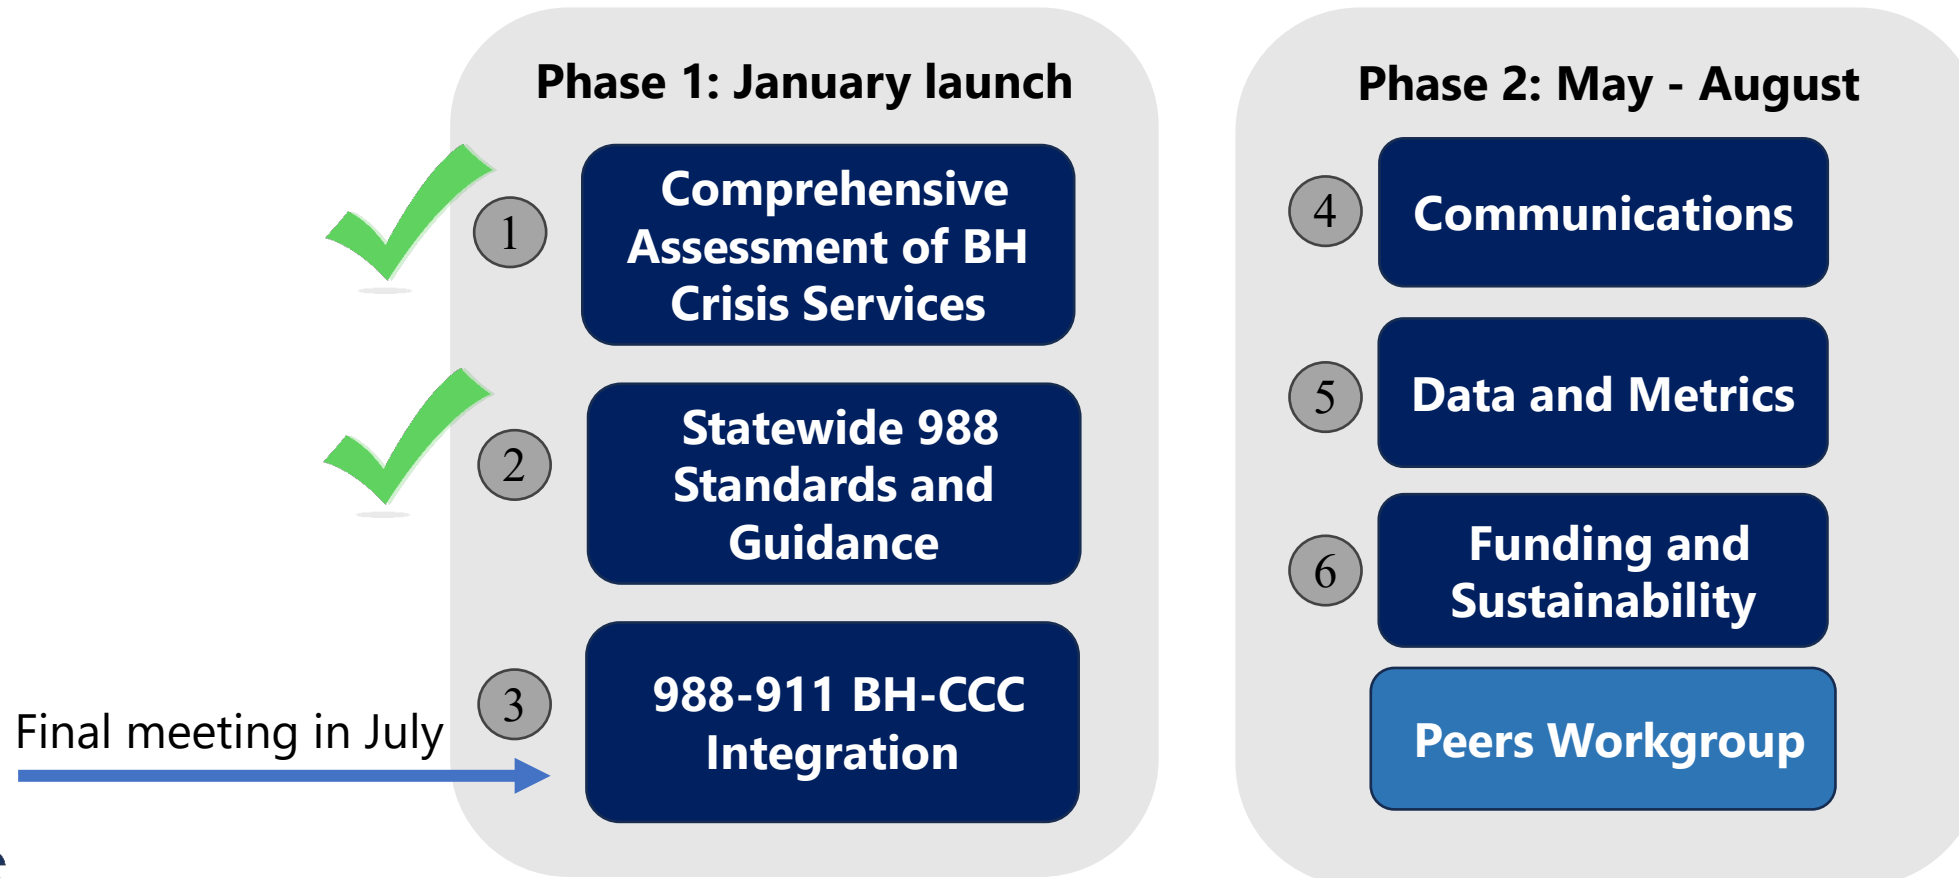 Phase 1: January launch
1
Comprehensive
Assessment of BH
Crisis Services
2
Statewide 988
Standards and
Guidance
Final meeting in July
3
988-911 BH-CCC
Integration
Phase 2: May - August
4
Communications
5
Data and Metrics
6
Funding and
Sustainability
Peers Workgroup